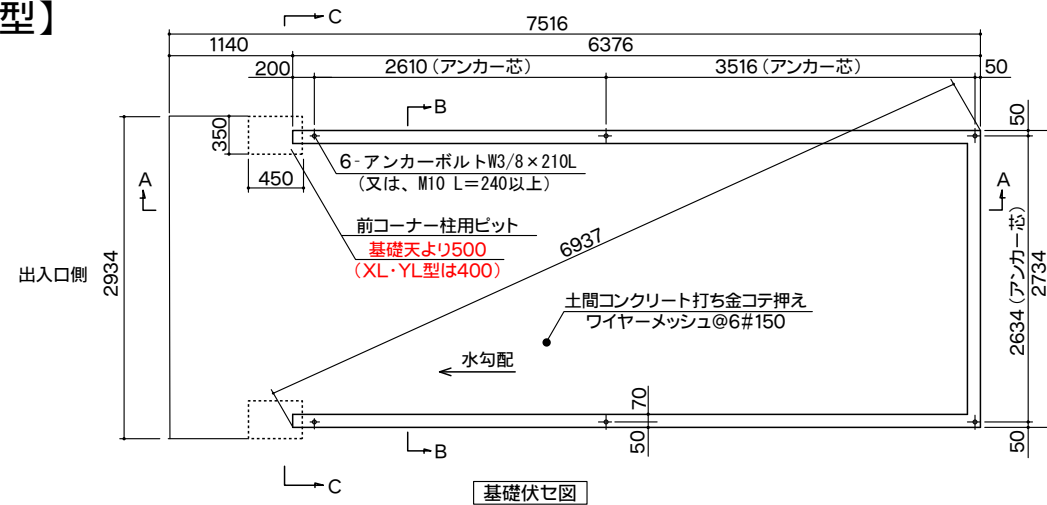 型】
C
7516
1140
6376
200
2610（アンカー芯）
3516（アンカー芯）
50
B
50
350
6-アンカーボルトW3/8×210L
（又は、M10 L=240以上）
450
A
A
前コーナー柱用ピット
基礎天より500
（XL・YL型は400）
6937
出入口側
2934
2634（アンカー芯）
2734
土間コンクリート打ち金コテ押え
ワイヤーメッシュ@6#150
水勾配
70
50
50
B
C
基礎伏セ図